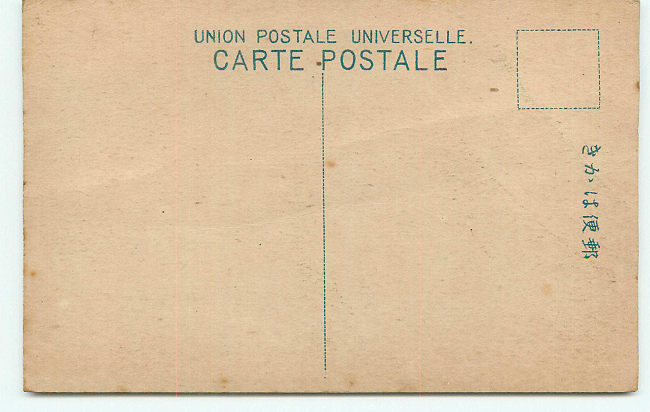 UNION POSTALE UNIVERSELLE.
CARTE POSTALE
郵便はかき